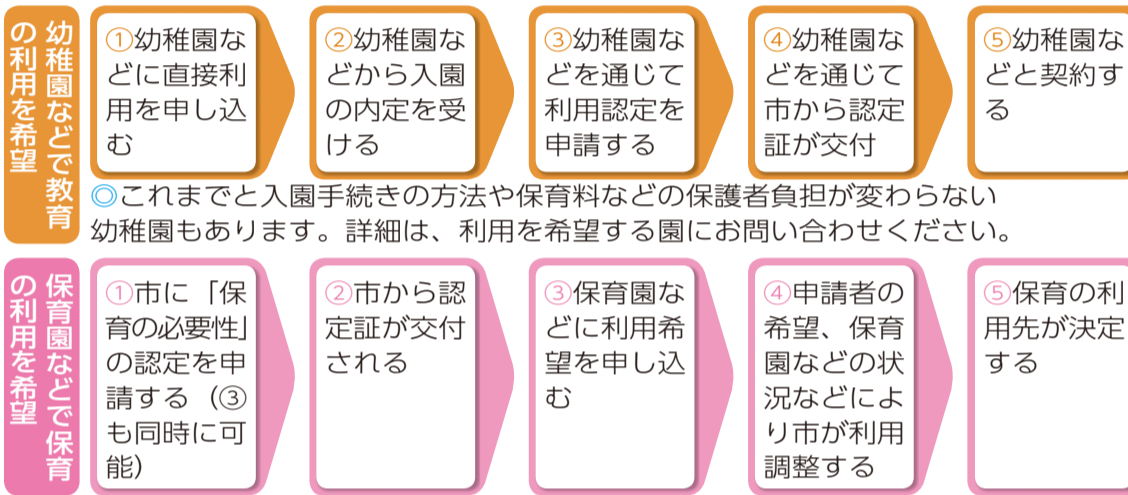 幼稚園などで教育
の利用を希望
①幼稚園な
どに直接利
用を申し込
む
②幼稚園な
どから入園
の内定を受
ける
③幼稚園な
どを通じて
利用認定を
申請する
④幼稚園な
どを通じて
市から認定
証が交付
⑤幼稚園な
どと契約す
る
◎これまでと入園手続きの方法や保育料などの保護者負担が変わらない
幼稚園もあります。詳細は、利用を希望する園にお問い合わせください。
保育園などで保育
の利用を希望
①市に「保
育の必要性」
の認定を申
請する（③
も同時に可
能）
②市から認
定証が交付
される
③保育園な
どに利用希
望を申し込
む
④申請者の
希望、保育
園などの状
況などによ
り市が利用
調整する
⑤保育の利
用先が決定
する